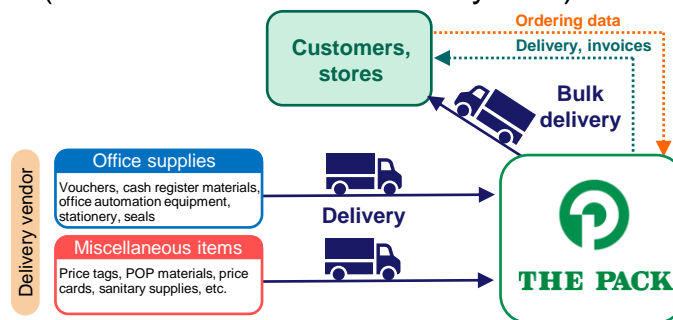 Ordering data
Customers,
stores
Delivery, invoices
Bulk
delivery
Delivery vendor
Office supplies
Vouchers, cash register materials,
office automation equipment,
stationery, seals
Delivery
Miscellaneous items
Price tags, POP materials, price
cards, sanitary supplies, etc.
THE PACK